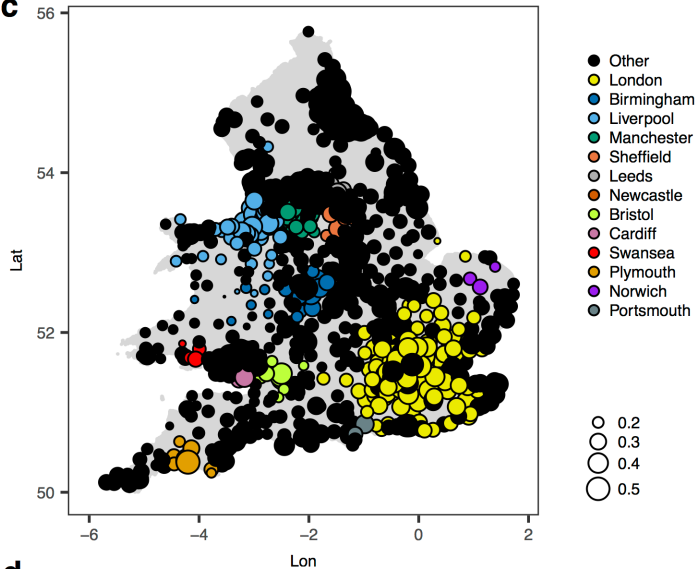 c
56
54
52
50
Lat
−6
−4
−2
0
2
Lon
Other
London
Birmingham
Liverpool
Manchester
Sheffield
Leeds
Newcastle
Bristol
Cardiff
Swansea
Plymouth
Norwich
Portsmouth
0.2
0.3
0.4
0.5
d